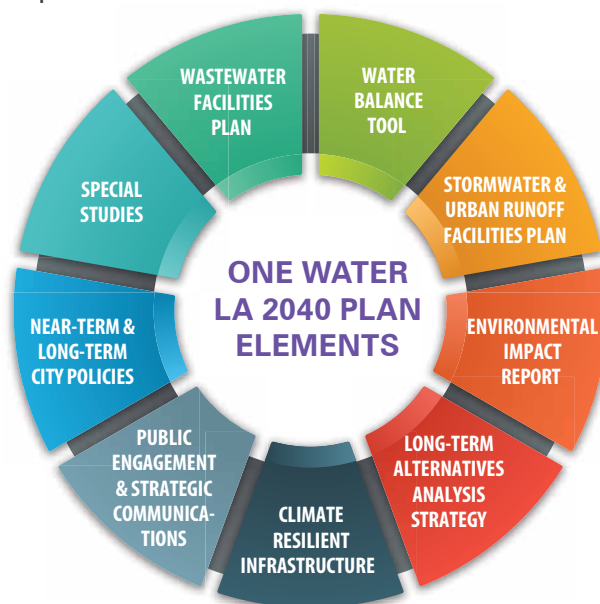 WASTEWATER
FACILITIES
PLAN
WATER
BALANCE
TOOL
STORMWATER &
URBAN RUNOFF
FACILITIES PLAN
ENVIRONMENTAL
IMPACT
REPORT
LONG-TERM
ALTERNATIVES
ANALYSIS
STRATEGY
CLIMATE
RESILIENT
INFRASTRUCTURE
PUBLIC
ENGAGEMENT
& STRATEGIC
COMMUNICA-
TIONS
NEAR-TERM &
LONG-TERM
CITY POLICIES
SPECIAL
STUDIES
ONE WATER
LA 2040 PLAN
ELEMENTS